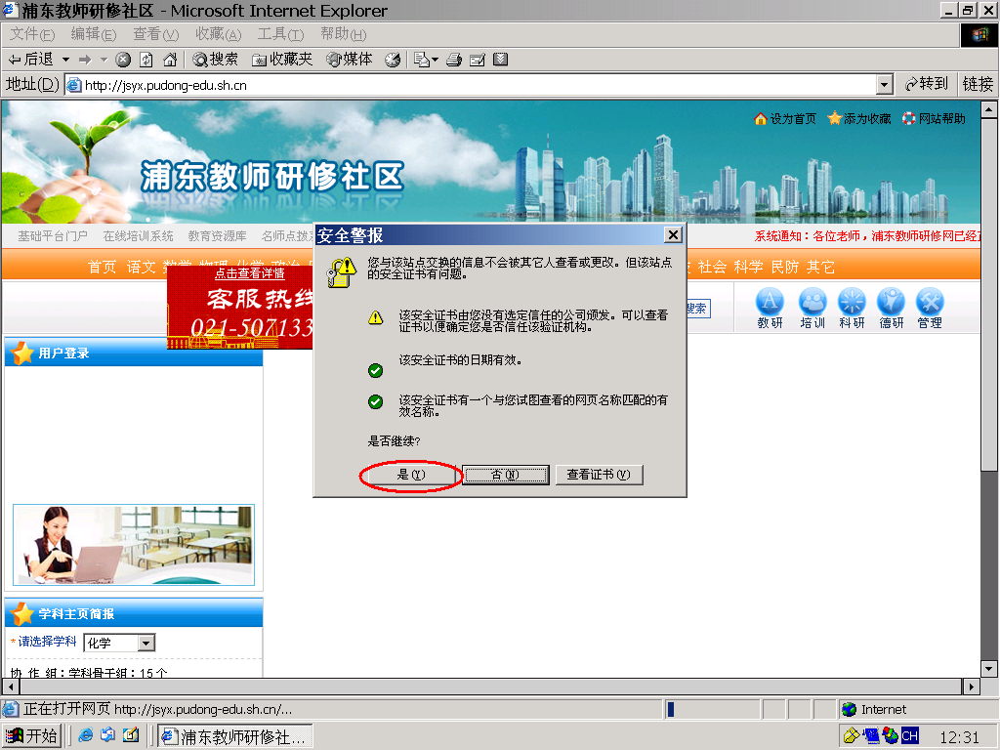 浦东教师研修社区 - Microsoft Internet Explorer
文件(F) 编辑(E) 查看(V) 收藏(A) 工具(T) 帮助(H)
后退 搜索 收藏夹 媒体
地址(D) http://jsyx.pudong-edu.sh.cn 转到 链接
设为首页 添为收藏 网站帮助
浦东教师研修社区
基础平台门户 在线培训系统 教育资源库 名师点拨 系统通知：各位老师，浦东教师研修网已经
首页 语文 社会 科学 民防 其它
点击查看详情
客服热线
021-507133
搜索
教研 培训 科研 德研 管理
用户登录
安全警报
您与该站点交换的信息不会被其它人查看或更改。但该站点
的安全证书有问题。
该安全证书由您没有选定信任的公司颁发。可以查看
证书以便确定您是否信任该验证机构。
该安全证书的日期有效。
该安全证书有一个与您试图查看的网页名称匹配的有
效名称。
是否继续?
是(Y) 否(N) 查看证书(V)
学科主页简报
*请选择学科 化学
协 作 组：学科骨干组：15个
正在打开网页 http://jsyx.pudong-edu.sh.cn/... Internet
开始 浦东教师研修社... CH 12:31